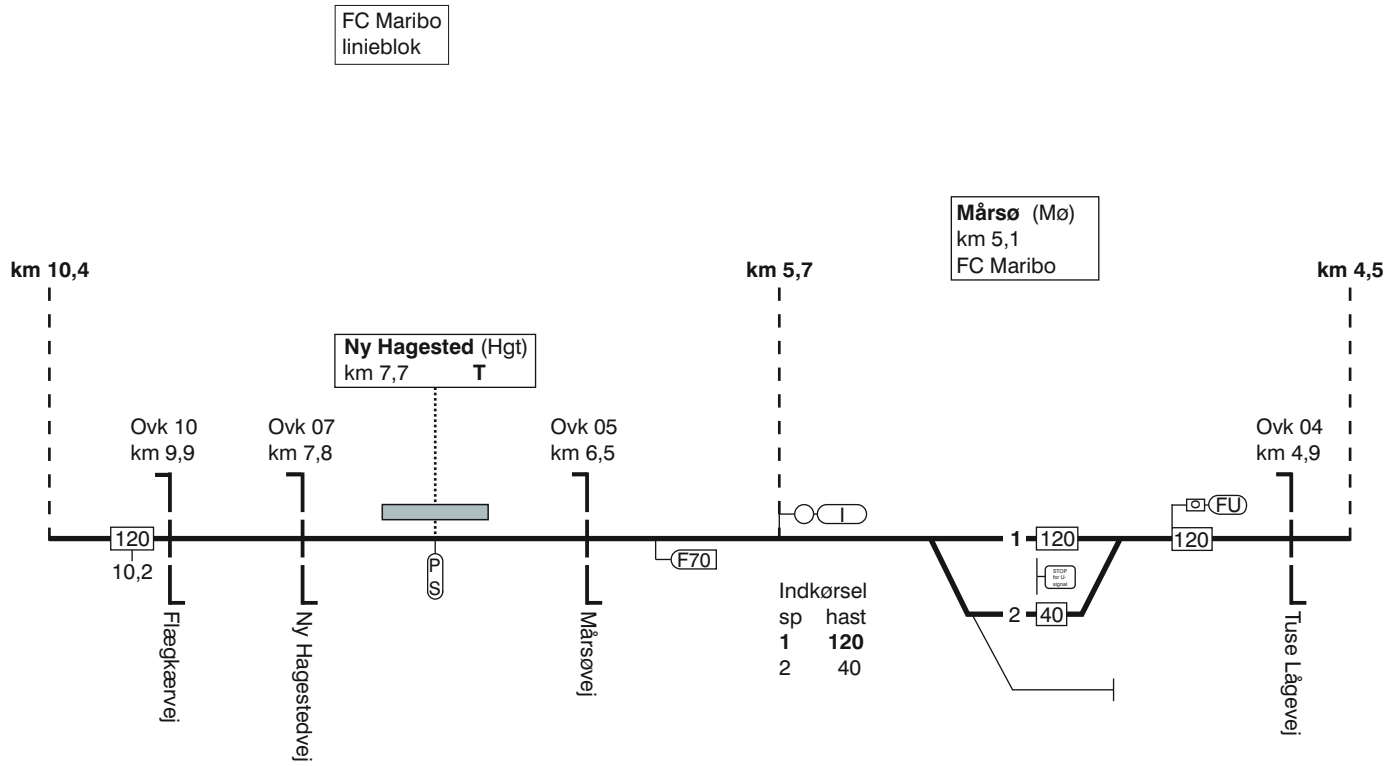 FC Maribo
linieblok
Mårsø (Mø)
km 5,1
FC Maribo
km 10,4
km 5,7
km 4,5
Ny Hagested (Hgt)
km 7,7 T
Ovk 10
km 9,9
Ovk 07
km 7,8
Ovk 05
km 6,5
Ovk 04
km 4,9
I
FU
120
10,2
P
S
F70
1 120
120
STOP
for U-
signal
2 40
Indkørsel
sp hast
1 120
2 40
Flægkærvej
Ny Hagestedvej
Mårsøvej
Tuse Lågevej